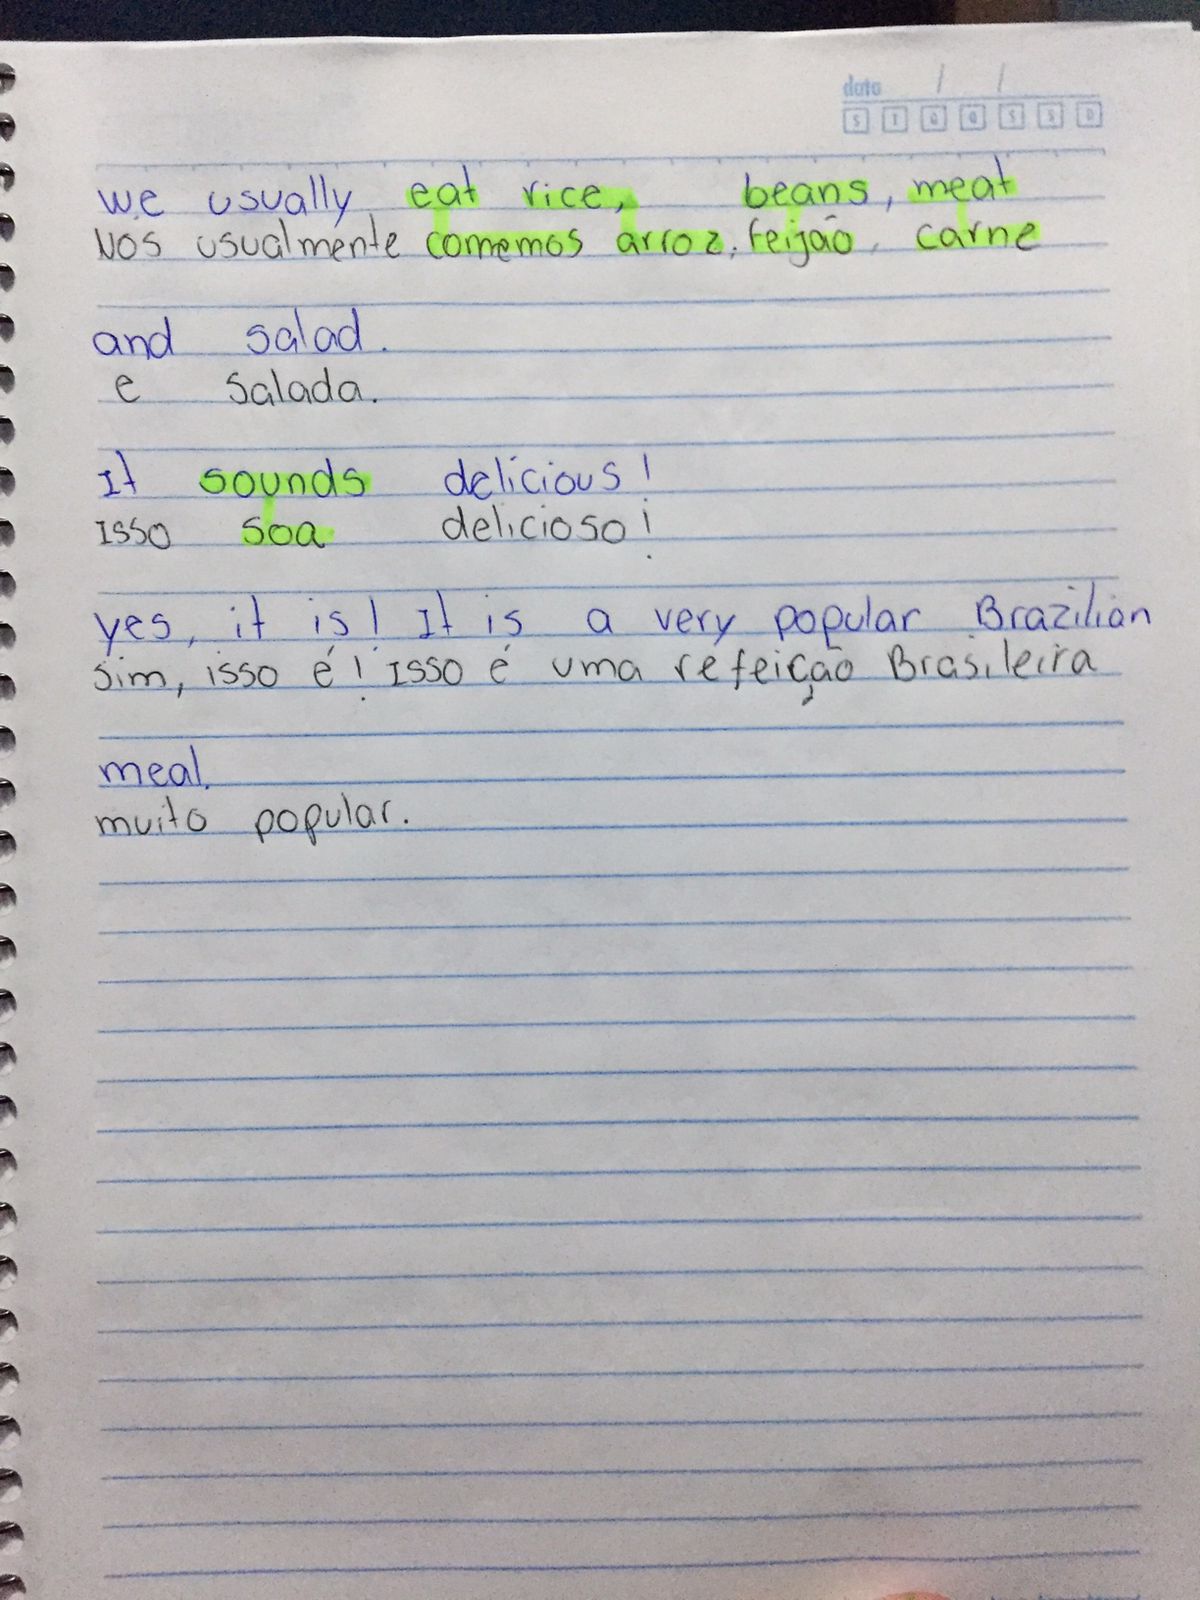 data / /
S T Q Q S S D
we usually eat rice, beans, meat
Nos usualmente comemos arroz, feijão, carne
and salad.
e Salada.
It sounds delicious!
Isso Soa delicioso!
yes, it is! It is a very popular Brazilian
sim, isso é! Isso é uma refeição Brasileira
meal.
muito popular.